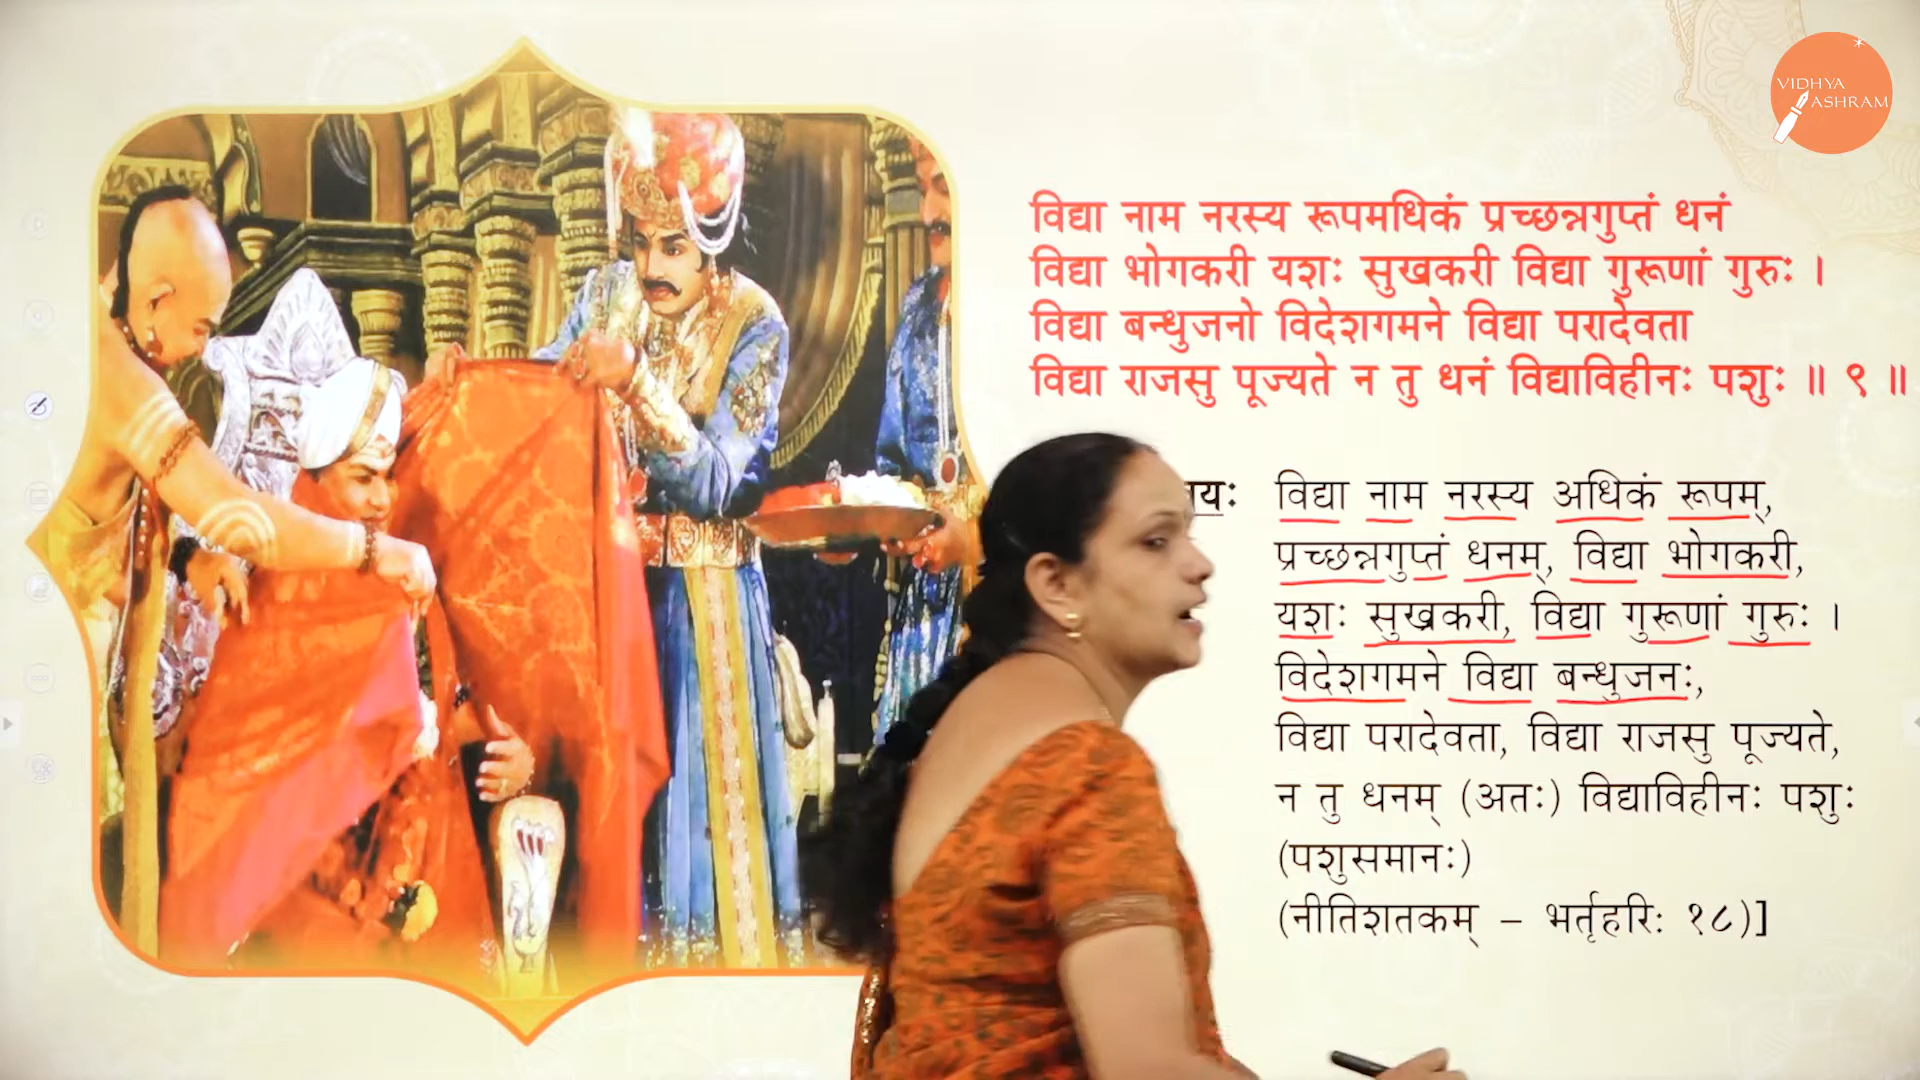 VIDHYA
ASHRAM
विद्या नाम नरस्य रूपमधिकं प्रच्छन्नगुप्तं धनं
विद्या भोगकरी यशः सुखकरी विद्या गुरूणां गुरुः ।
विद्या बन्धुजनो विदेशगमने विद्या परादेवता
विद्या राजसु पूज्यते न तु धनं विद्याविहीनः पशुः ॥ ९ ॥
विद्या नाम नरस्य अधिकं रूपम्,
प्रच्छन्नगुप्तं धनम्, विद्या भोगकरी,
यशः सुखकरी, विद्या गुरूणां गुरुः ।
विदेशगमने विद्या बन्धुजनः,
विद्या परादेवता, विद्या राजसु पूज्यते,
न तु धनम् (अतः) विद्याविहीनः पशुः
(पशुसमानः)
(नीतिशतकम् – भर्तृहरिः १८)]